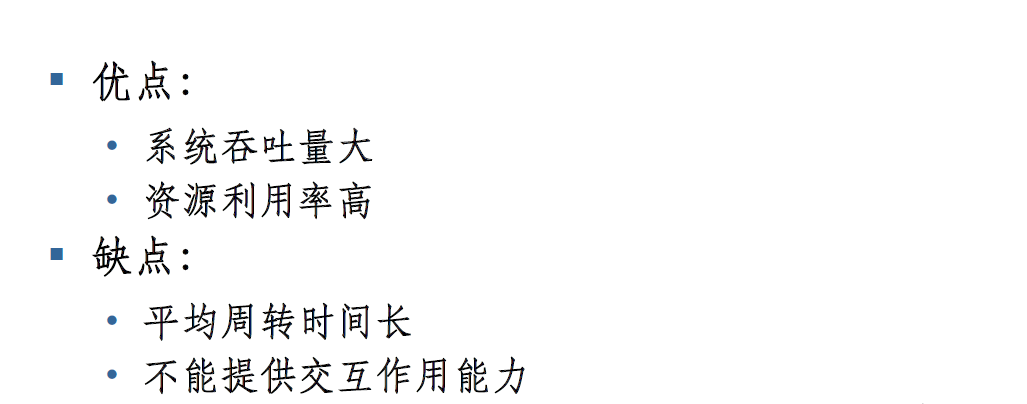 ▪ 优点:
• 系统吞吐量大
• 资源利用率高
▪ 缺点:
• 平均周转时间长
• 不能提供交互作用能力